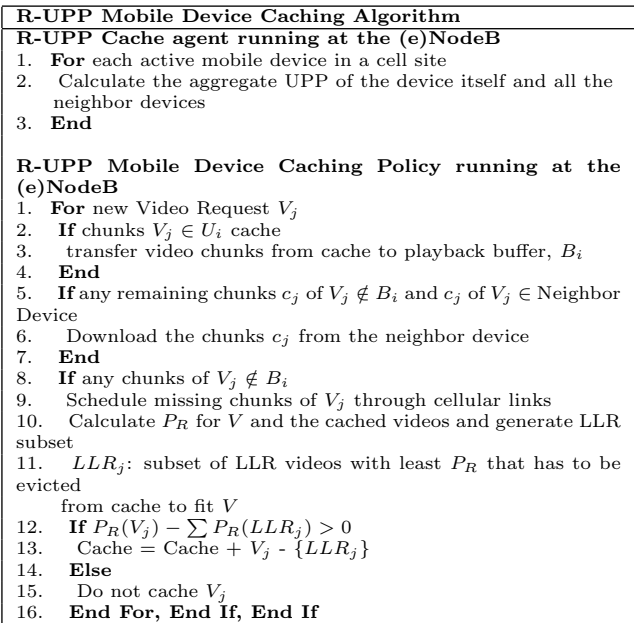 R-UPP Mobile Device Caching Algorithm
R-UPP Cache agent running at the (e)NodeB
1. For each active mobile device in a cell site
2. Calculate the aggregate UPP of the device itself and all the
neighbor devices
3. End
R-UPP Mobile Device Caching Policy running at the
(e)NodeB
1. For new Video Request V_j
2. If chunks V_j ∈ U_i cache
3. transfer video chunks from cache to playback buffer, B_i
4. End
5. If any remaining chunks c_j of V_j ∉ B_i and c_j of V_j ∈ Neighbor
Device
6. Download the chunks c_j from the neighbor device
7. End
8. If any chunks of V_j ∉ B_i
9. Schedule missing chunks of V_j through cellular links
10. Calculate P_R for V and the cached videos and generate LLR
subset
11. LLR_j: subset of LLR videos with least P_R that has to be
evicted
from cache to fit V
12. If P_R(V_j) − ∑ P_R(LLR_j) > 0
13. Cache = Cache + V_j - {LLR_j}
14. Else
15. Do not cache V_j
16. End For, End If, End If